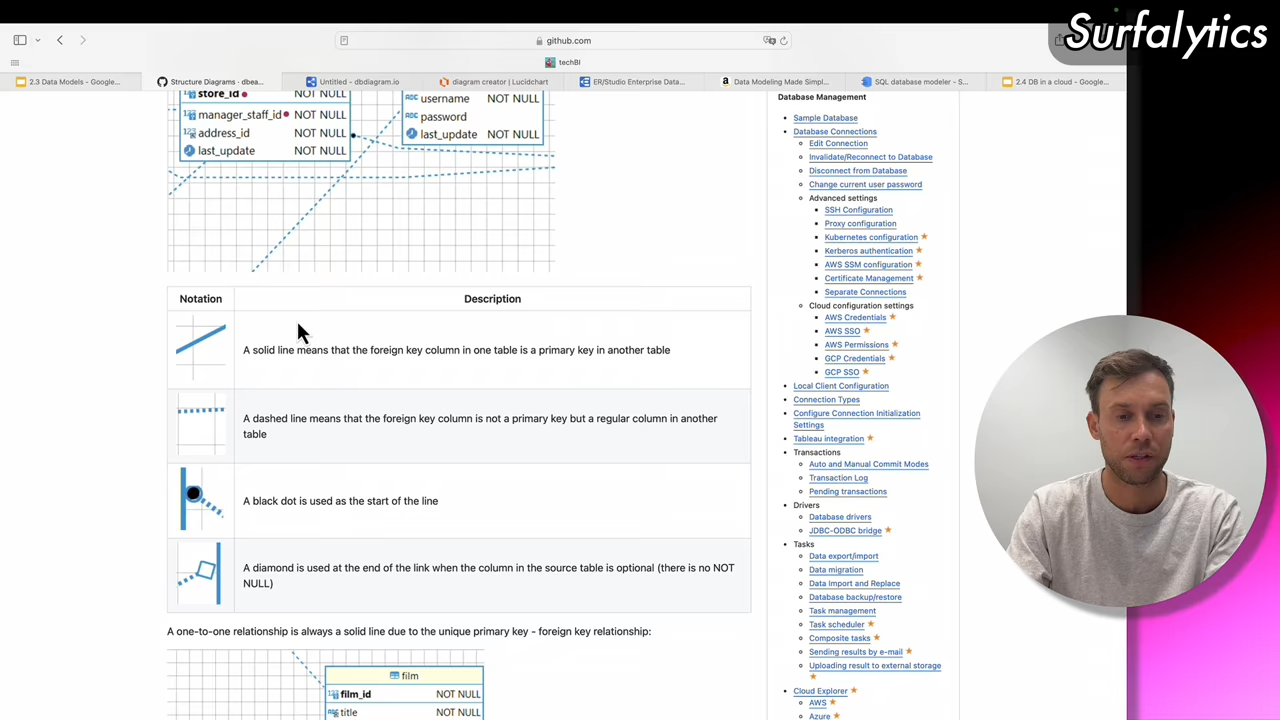 Surfalytics
github.com
techBI
2.3 Data Models - Google...
Structure Diagrams · dbea...
Untitled - dbdiagram.io
diagram creator | Lucidchart
ER/Studio Enterprise Data...
Data Modeling Made Simpl...
SQL database modeler - S...
2.4 DB in a cloud - Google...
store_id NOT NULL
manager_staff_id NOT NULL
address_id NOT NULL
last_update NOT NULL
username NOT NULL
password
last_update NOT NULL
Notation Description
A solid line means that the foreign key column in one table is a primary key in another table
A dashed line means that the foreign key column is not a primary key but a regular column in another
table
A black dot is used as the start of the line
A diamond is used at the end of the link when the column in the source table is optional (there is no NOT
NULL)
A one-to-one relationship is always a solid line due to the unique primary key - foreign key relationship:
film
123 film_id NOT NULL
ABC title NOT NULL
Database Management
Sample Database
Database Connections
Edit Connection
Invalidate/Reconnect to Database
Disconnect from Database
Change current user password
Advanced settings
SSH Configuration
Proxy configuration
Kubernetes configuration
Kerberos authentication
AWS SSM configuration
Certificate Management
Separate Connections
Cloud configuration settings
AWS Credentials
AWS SSO
AWS Permissions
GCP Credentials
GCP SSO
Local Client Configuration
Connection Types
Configure Connection Initialization
Settings
Tableau integration
Transactions
Auto and Manual Commit Modes
Transaction Log
Pending transactions
Drivers
Database drivers
JDBC-ODBC bridge
Tasks
Data export/import
Data migration
Data Import and Replace
Database backup/restore
Task management
Task scheduler
Composite tasks
Sending results by e-mail
Uploading result to external storage
Cloud Explorer
AWS
Azure